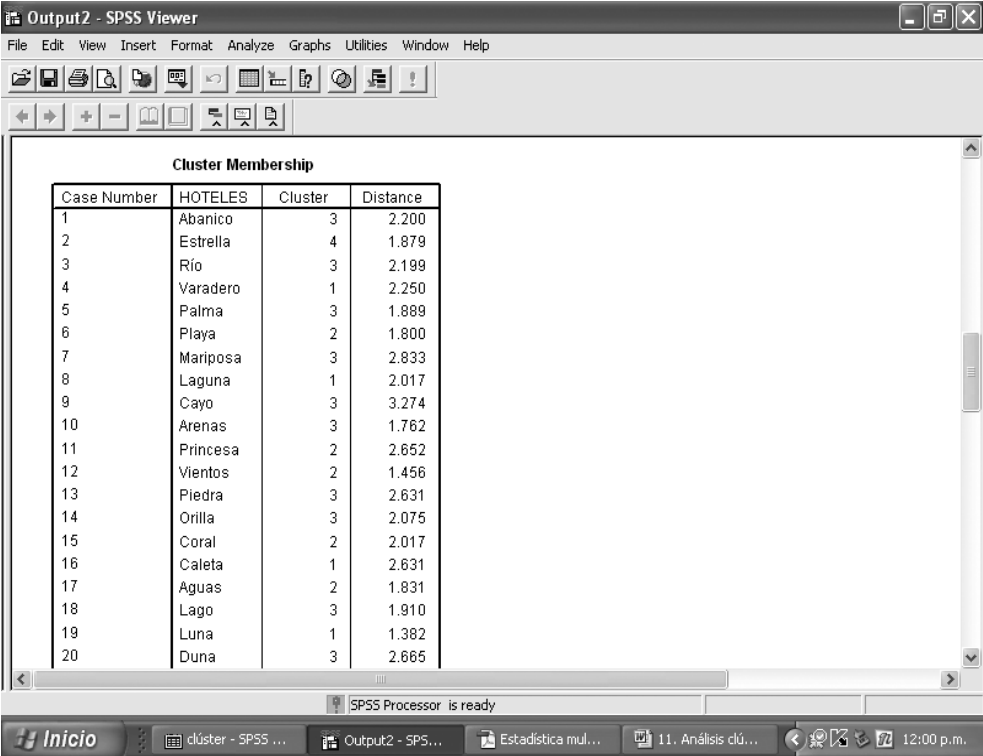 Output2 - SPSS Viewer
File Edit View Insert Format Analyze Graphs Utilities Window Help
Cluster Membership
Case Number HOTELES Cluster Distance
1 Abanico 3 2.200
2 Estrella 4 1.879
3 Río 3 2.199
4 Varadero 1 2.250
5 Palma 3 1.889
6 Playa 2 1.800
7 Mariposa 3 2.833
8 Laguna 1 2.017
9 Cayo 3 3.274
10 Arenas 3 1.762
11 Princesa 2 2.652
12 Vientos 2 1.456
13 Piedra 3 2.631
14 Orilla 3 2.075
15 Coral 2 2.017
16 Caleta 1 2.631
17 Aguas 2 1.831
18 Lago 3 1.910
19 Luna 1 1.382
20 Duna 3 2.665
SPSS Processor is ready
Inicio clúster - SPSS ... Output2 - SPS... Estadística mul... 11. Análisis clú... 12:00 p.m.